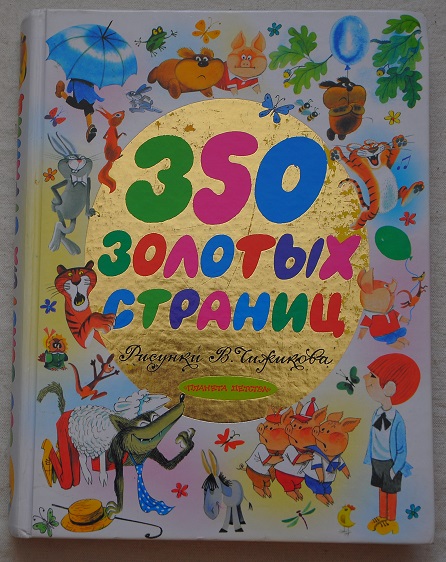 350
ЗОЛОТЫХ
СТРАНИЦ
Рисунки В. Чижикова
ПЛАНЕТА ДЕТСТВА